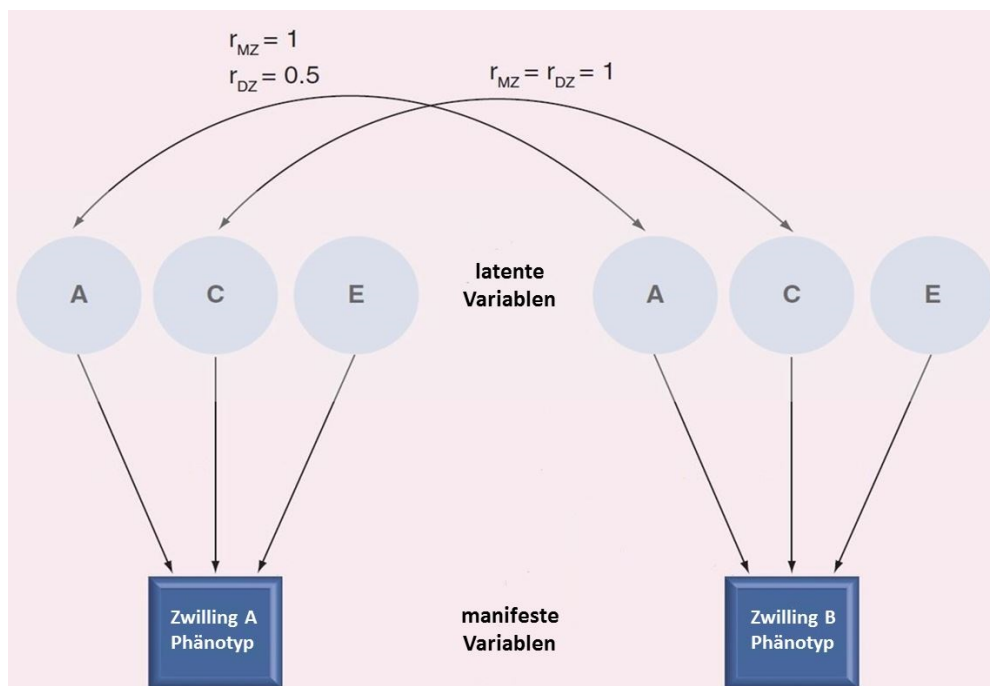 r_MZ = 1
r_DZ = 0.5
r_MZ = r_DZ = 1
A
C
E
latente
Variablen
A
C
E
Zwilling A
Phänotyp
manifeste
Variablen
Zwilling B
Phänotyp